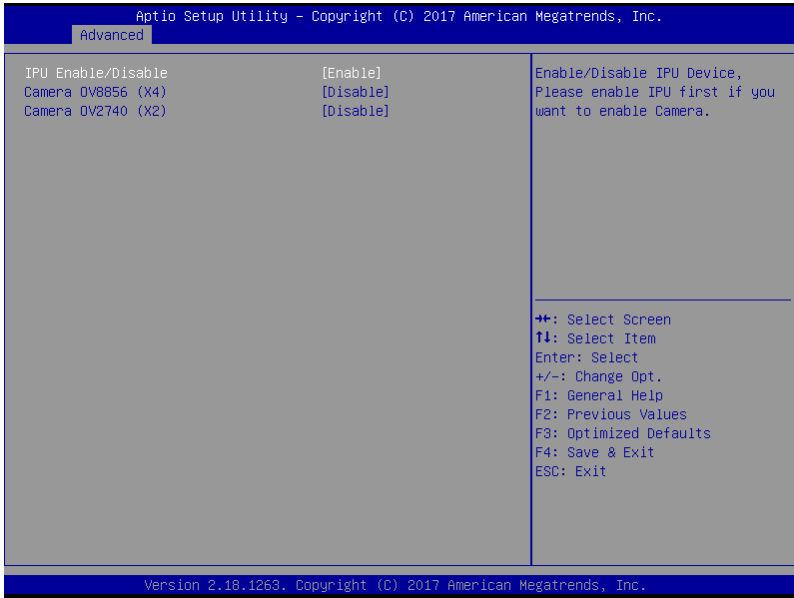 Aptio Setup Utility – Copyright (C) 2017 American Megatrends, Inc.
Advanced
IPU Enable/Disable [Enable]
Camera OV8856 (X4) [Disable]
Camera OV2740 (X2) [Disable]
Enable/Disable IPU Device,
Please enable IPU first if you
want to enable Camera.
→←: Select Screen
↑↓: Select Item
Enter: Select
+/-: Change Opt.
F1: General Help
F2: Previous Values
F3: Optimized Defaults
F4: Save & Exit
ESC: Exit
Version 2.18.1263. Copyright (C) 2017 American Megatrends, Inc.